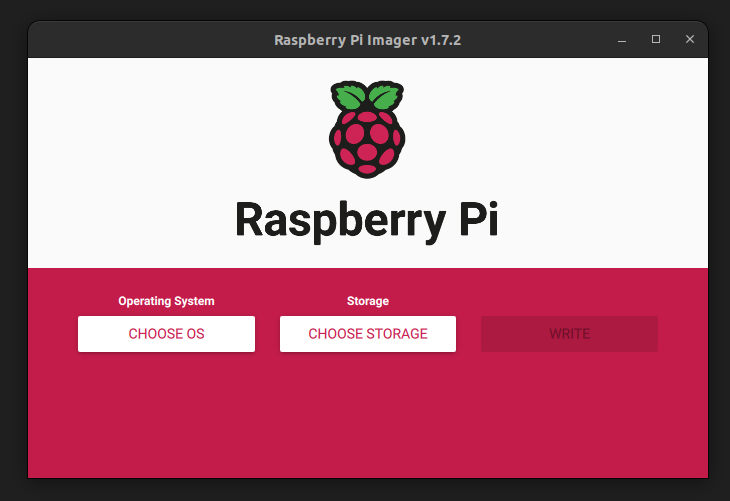 Raspberry Pi Imager v1.7.2
Raspberry Pi
Operating System
Storage
CHOOSE OS
CHOOSE STORAGE
WRITE